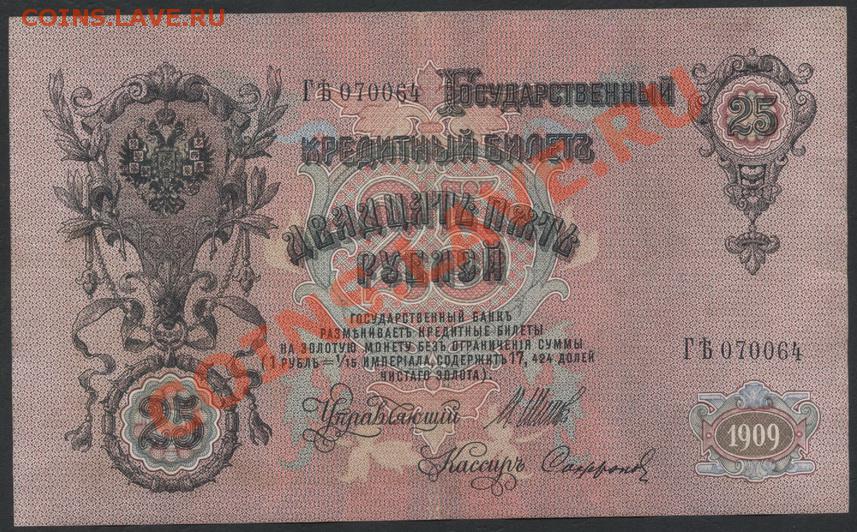 COINS.LAVE.RU
ГѢ 070064
Государственный
25
Кредитный Билетъ
Двадцать пять
рублей
25
Государственный Банкъ
размѣниваетъ кредитные билеты
на золотую монету безъ ограниченія суммы
(1 рубль = 1/15 имперіала, содержитъ 17,424 долей
чистаго золота).
ГѢ 070064
Управляющій
25
1909
Кассиръ Сафронов
COINS.LAVE.RU